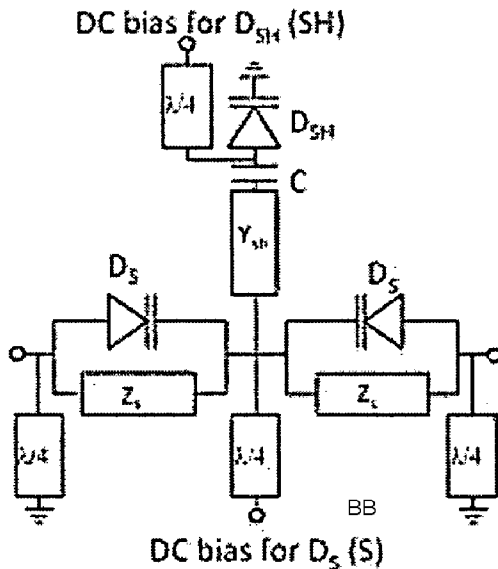 DC bias for D_SH (SH)
λ/4
D_SH
C
Y_sh
D_S D_S
Z_s Z_s
λ/4 λ/4 λ/4
BB
DC bias for D_S (S)